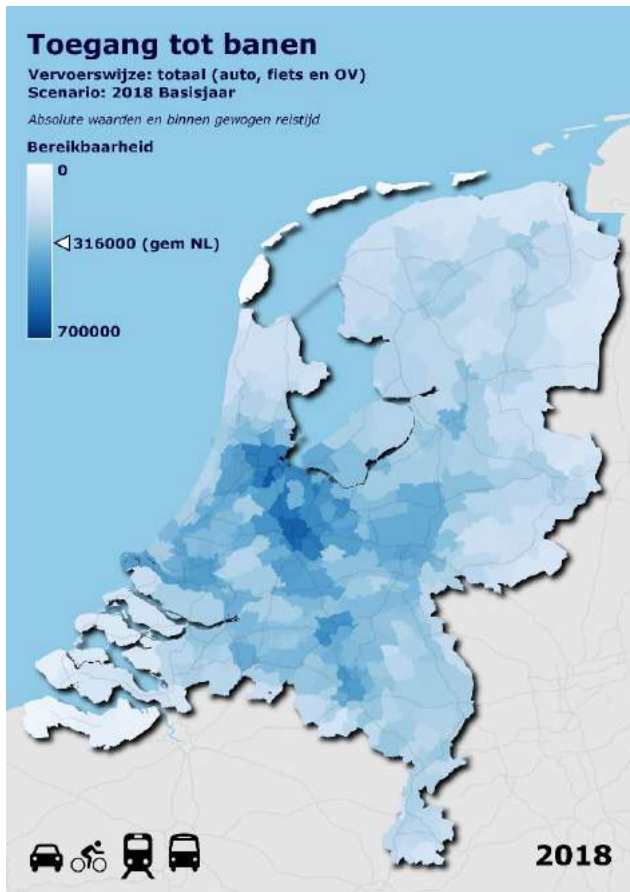 Toegang tot banen
Vervoerswijze: totaal (auto, fiets en OV)
Scenario: 2018 Basisjaar
Absolute waarden en binnen gewogen reistijd
Bereikbaarheid
0
316000 (gem NL)
700000
2018